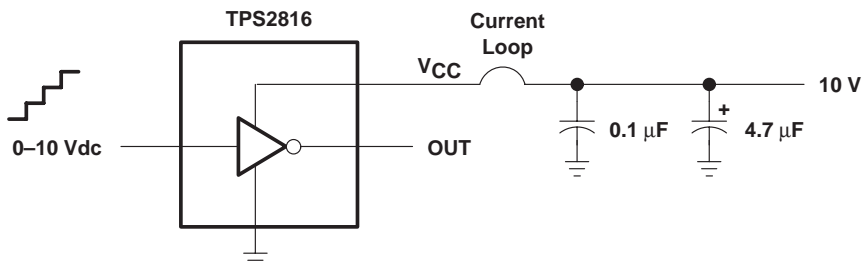 TPS2816
Current
Loop
VCC
10 V
+
0.1 μF
4.7 μF
0–10 Vdc
OUT